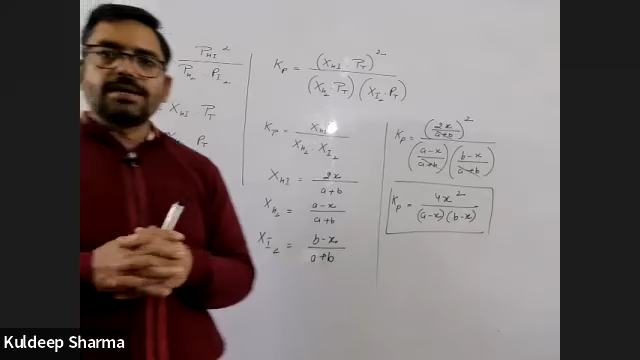 P_HI²
P_H₂ · P_I₂
X_HI · P_T
P_T
K_P = (X_HI · P_T)²
(X_H₂ · P_T) (X_I₂ · P_T)
K_P = X_HI²
X_H₂ · X_I₂
X_HI = 2x
a+b
X_H₂ = a-x
a+b
X_I₂ = b-x
a+b
K_P = (2x/a+b)²
(a-x/a+b) (b-x/a+b)
K_P = 4x²
(a-x) (b-x)
Kuldeep Sharma